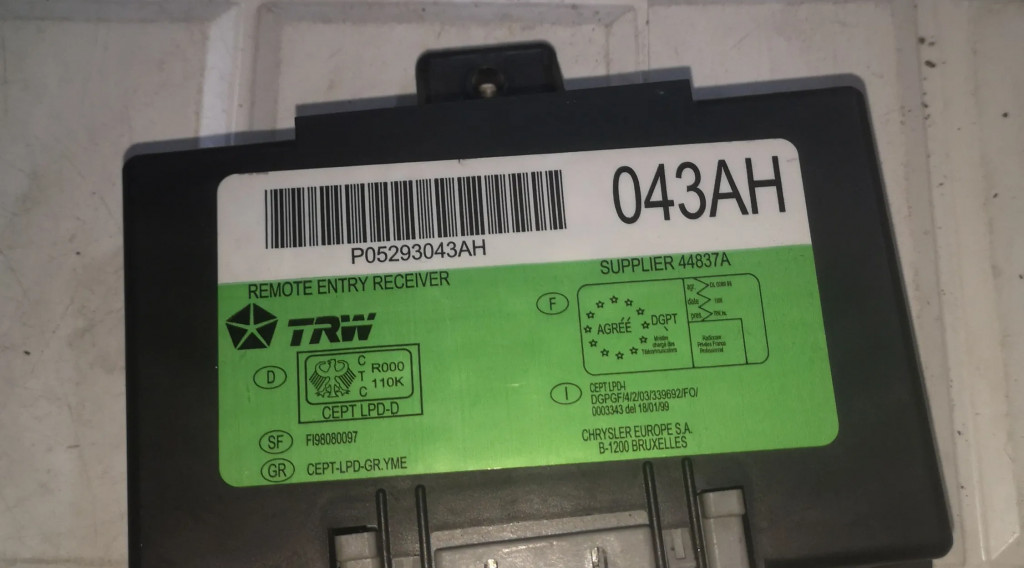 043AH
P05293043AH
REMOTE ENTRY RECEIVER
SUPPLIER 44837A
TRW
D
C
T
C
R000
110K
CEPT LPD-D
SF
FI98080097
GR
CEPT-LPD-GR.YME
F
AGRÉÉ
DGPT
I
CEPT LPD-I
DGPGF/4/2/03/339692/FO/
0003343 del 18/01/99
CHRYSLER EUROPE S.A.
B-1200 BRUXELLES